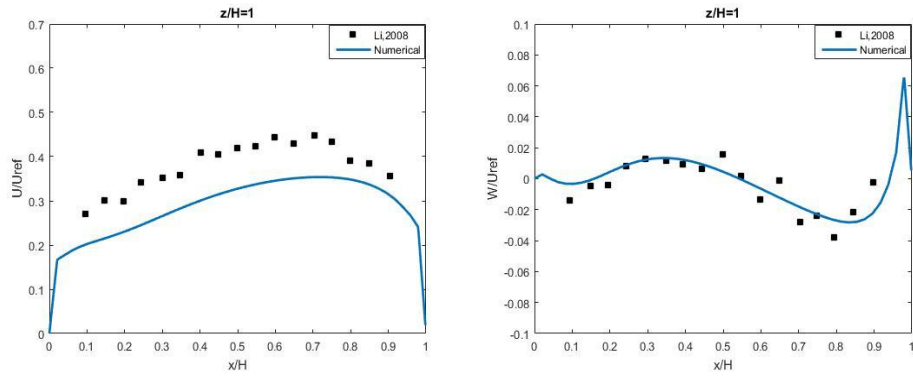 z/H=1
0.7
0.6
0.5
0.4
0.3
0.2
0.1
0
U/Uref
Li,2008
Numerical
0 0.1 0.2 0.3 0.4 0.5 0.6 0.7 0.8 0.9 1
x/H
z/H=1
0.1
0.08
0.06
0.04
0.02
0
-0.02
-0.04
-0.06
-0.08
-0.1
W/Uref
Li,2008
Numerical
0 0.1 0.2 0.3 0.4 0.5 0.6 0.7 0.8 0.9 1
x/H